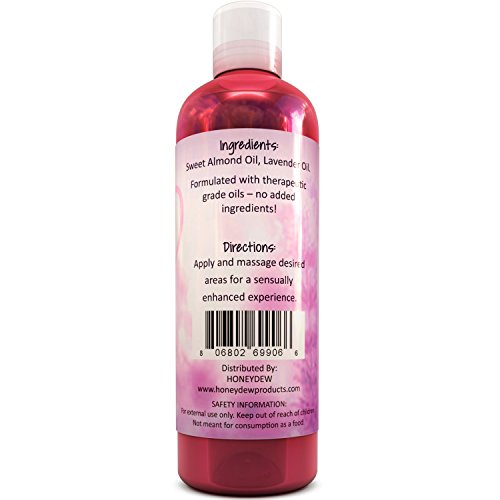 Ingredients:
Sweet Almond Oil, Lavender Oil.
Formulated with therapeutic
grade oils – no added
ingredients!
Directions:
Apply and massage desired
areas for a sensually
enhanced experience.
8 06802 69906 6
Distributed By:
HONEYDEW
www.honeydewproducts.com
SAFETY INFORMATION:
For external use only. Keep out of reach of children.
Not meant for consumption as a food.